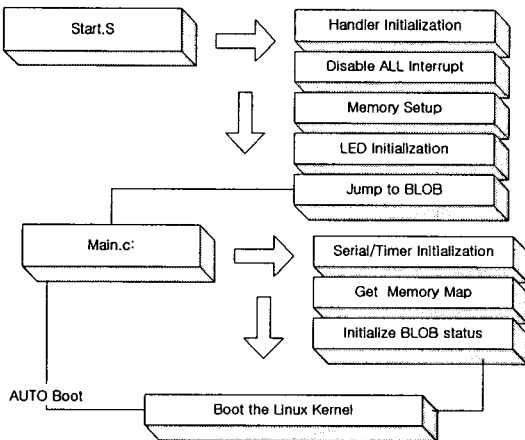 Start.S
Handler Initialization
Disable ALL Interrupt
Memory Setup
LED Initialization
Jump to BLOB
Main.c:
Serial/Timer Initialization
Get Memory Map
Initialize BLOB status
AUTO Boot
Boot the Linux Kernel